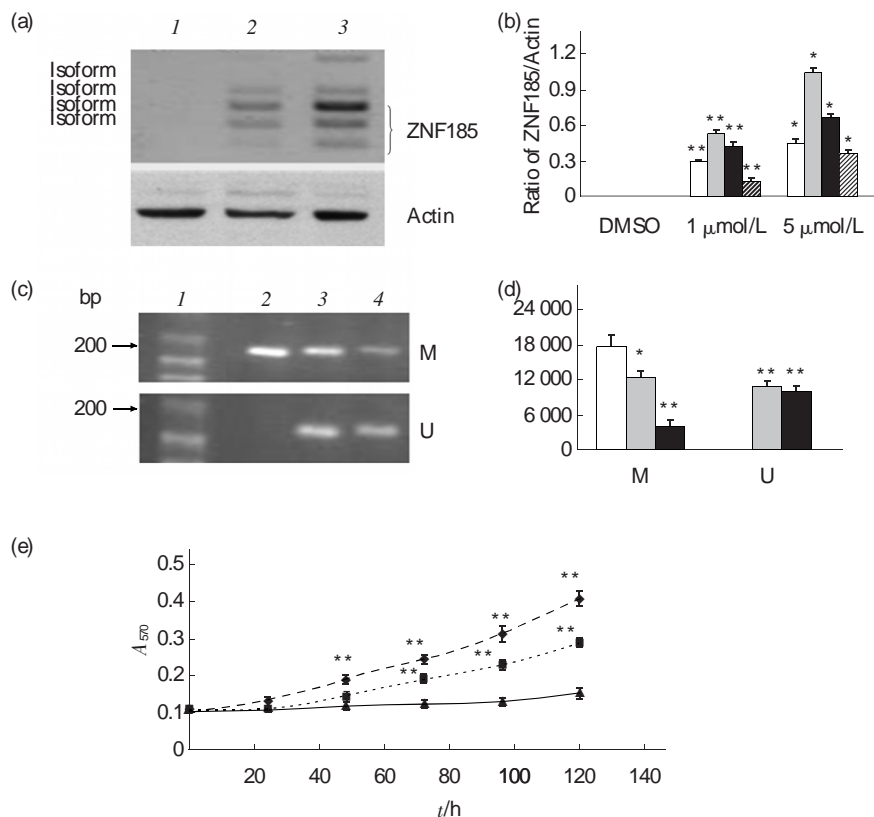 (a)
1 2 3
Isoform
Isoform
Isoform
Isoform
ZNF185
Actin
(b)
Ratio of ZNF185/Actin
1.2
0.9
0.6
0.3
0
** ** ** **
* * * *
DMSO 1 μmol/L 5 μmol/L
(c)
bp 1 2 3 4
200
M
200
U
(d)
24 000
18 000
12 000
6 000
0
* **
** **
M U
(e)
A570
0.5
0.4
0.3
0.2
0.1
0
** ** ** **
** ** **
20 40 60 80 100 120 140
t/h